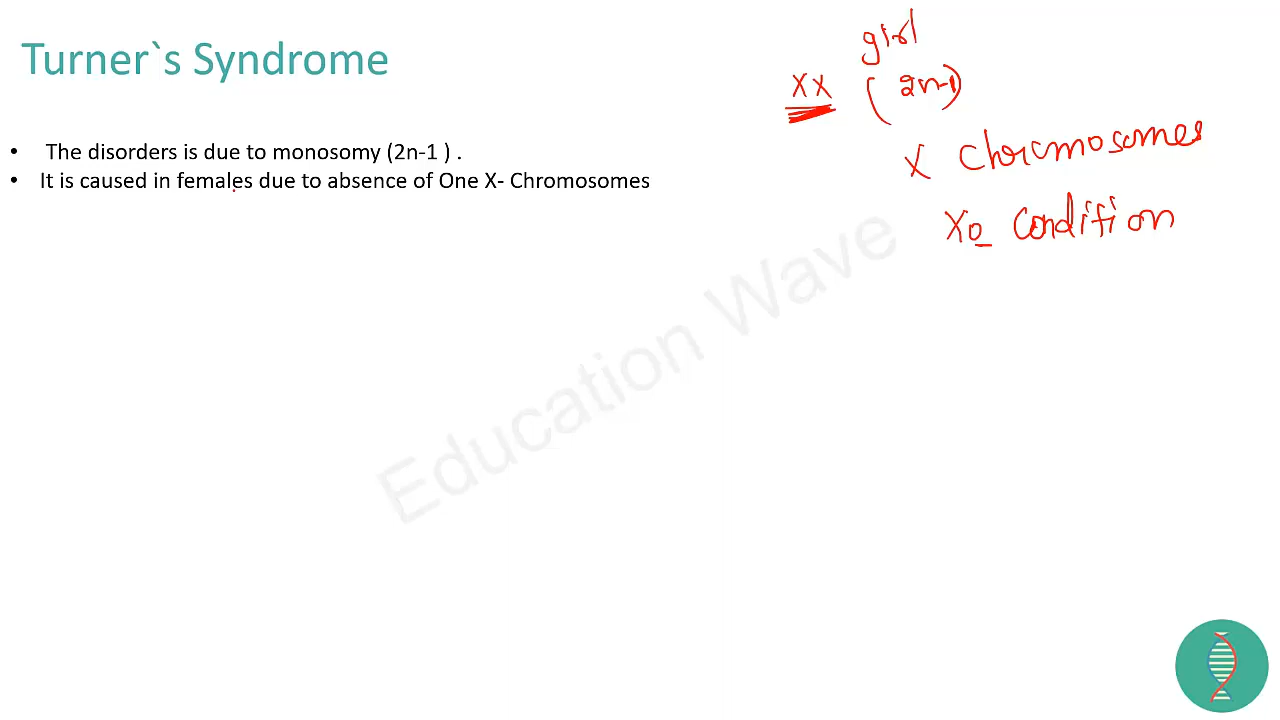 Turner`s Syndrome
• The disorders is due to monosomy (2n-1 ) .
• It is caused in females due to absence of One X- Chromosomes
girl
XX (2n-1)
X Chromosomes
XO condition
Education Wave